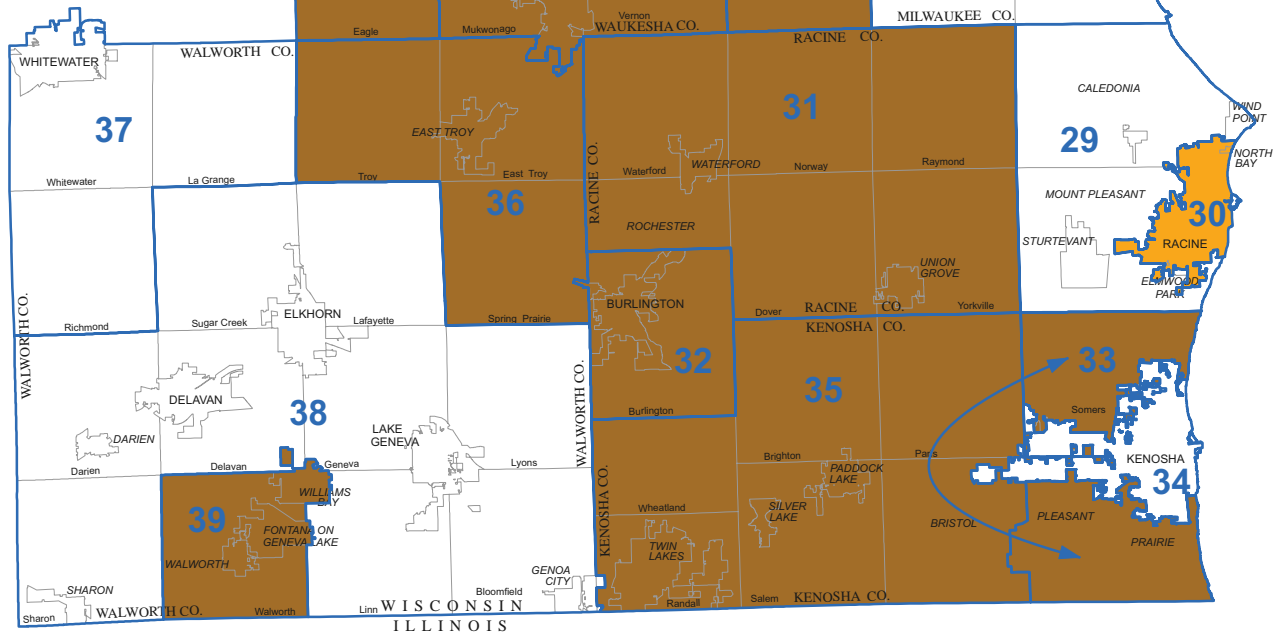 Vernon
Eagle
Mukwonago
WAUKESHA CO.
MILWAUKEE CO.
WALWORTH CO.
RACINE CO.
WHITEWATER
CALEDONIA
WIND
POINT
31
37
29
EAST TROY
NORTH
BAY
WATERFORD
Norway
Raymond
Waterford
Whitewater
La Grange
Troy
East Troy
RACINE CO.
36
MOUNT PLEASANT
30
ROCHESTER
STURTEVANT
RACINE
UNION
GROVE
ELMWOOD
PARK
BURLINGTON
ELKHORN
Dover
RACINE CO.
Yorkville
Richmond
Sugar Creek
Lafayette
Spring Prairie
KENOSHA CO.
WALWORTH CO.
32
33
35
DELAVAN
38
WALWORTH CO.
Burlington
Somers
LAKE
GENEVA
DARIEN
Darien
Delavan
Geneva
Lyons
Brighton
Paris
KENOSHA
34
PADDOCK
LAKE
WILLIAMS
BAY
39
FONTANA ON
GENEVA LAKE
KENOSHA CO.
Wheatland
SILVER
LAKE
BRISTOL
PLEASANT
PRAIRIE
TWIN
LAKES
WALWORTH
GENOA
CITY
SHARON
Bloomfield
Sharon
WALWORTH CO.
Walworth
Linn
WISCONSIN
Randall
Salem
KENOSHA CO.
ILLINOIS